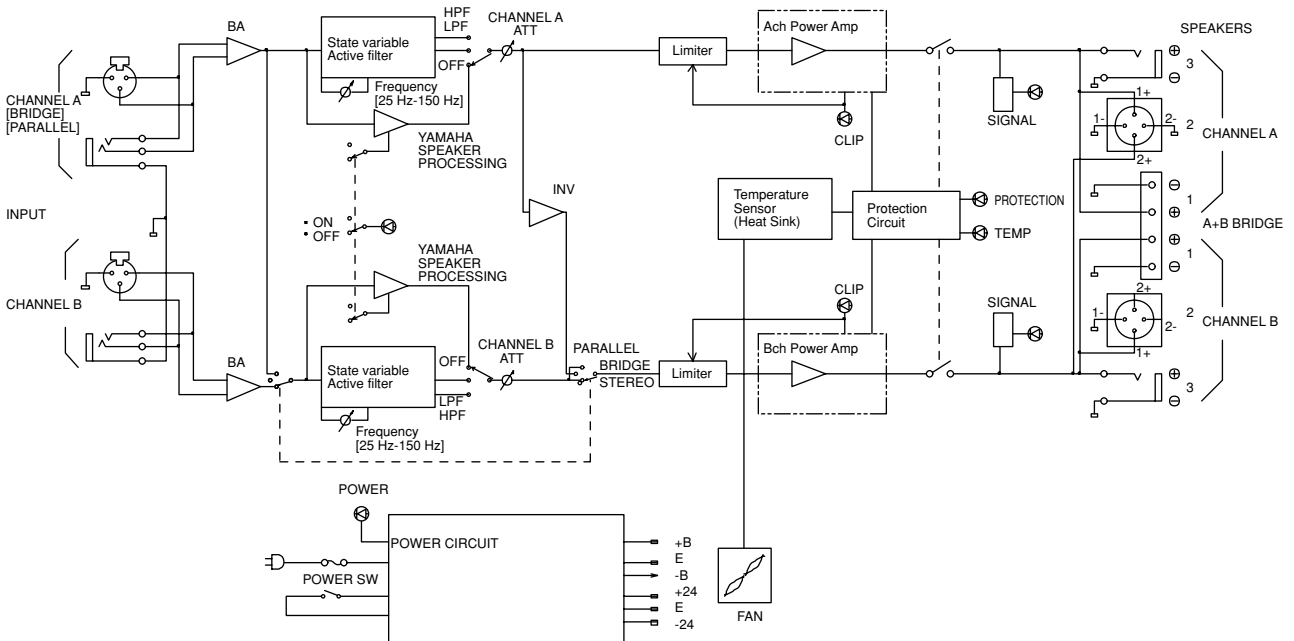 HPF
LPF
OFF
CHANNEL A
ATT
BA
State variable
Active filter
Frequency
[25 Hz-150 Hz]
YAMAHA
SPEAKER
PROCESSING
CHANNEL A
[BRIDGE]
[PARALLEL]
INPUT
Limiter
Ach Power Amp
CLIP
SIGNAL
SPEAKERS
3
1+
1-
2-
2+
2
CHANNEL A
INV
Temperature
Sensor
(Heat Sink)
Protection
Circuit
PROTECTION
TEMP
1
A+B BRIDGE
1
ON
OFF
YAMAHA
SPEAKER
PROCESSING
CHANNEL B
BA
State variable
Active filter
OFF
LPF
HPF
Frequency
[25 Hz-150 Hz]
CHANNEL B
ATT
PARALLEL
BRIDGE
STEREO
Limiter
CLIP
Bch Power Amp
SIGNAL
2+
1-
2-
1+
2
CHANNEL B
3
POWER
POWER CIRCUIT
POWER SW
+B
E
-B
+24
E
-24
FAN